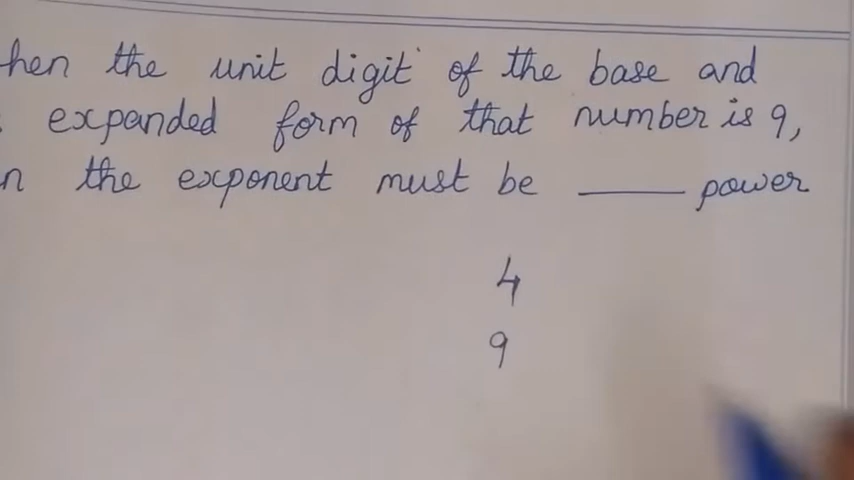 hen the unit digit of the base and
expanded form of that number is 9,
n the exponent must be ______ power
4
9